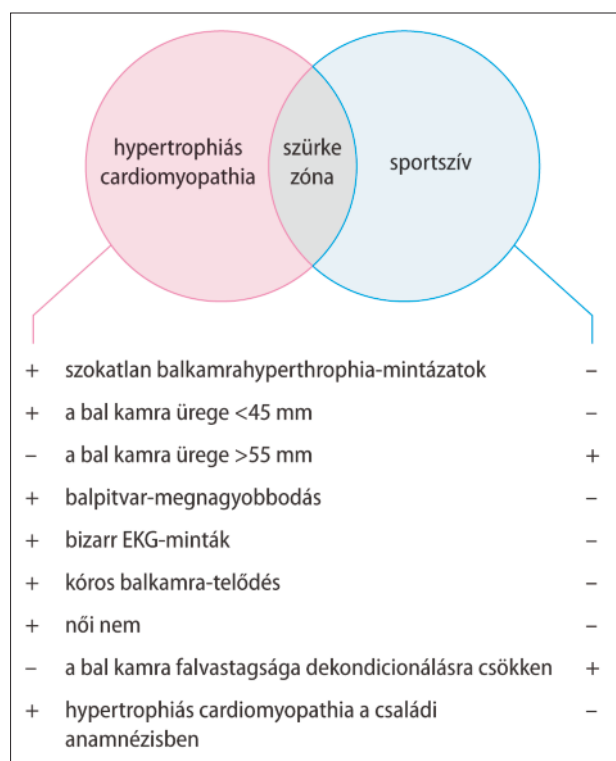 hypertrophiás
cardiomyopathia
szürke
zóna
sportszív
+ szokatlan balkamrahyperthrophia-mintázatok –
+ a bal kamra ürege <45 mm –
– a bal kamra ürege >55 mm +
+ balpitvar-megnagyobbodás –
+ bizarr EKG-minták –
+ kóros balkamra-telődés –
+ női nem –
– a bal kamra falvastagsága dekondicionálásra csökken +
+ hypertrophiás cardiomyopathia a családi –
anamnézisben